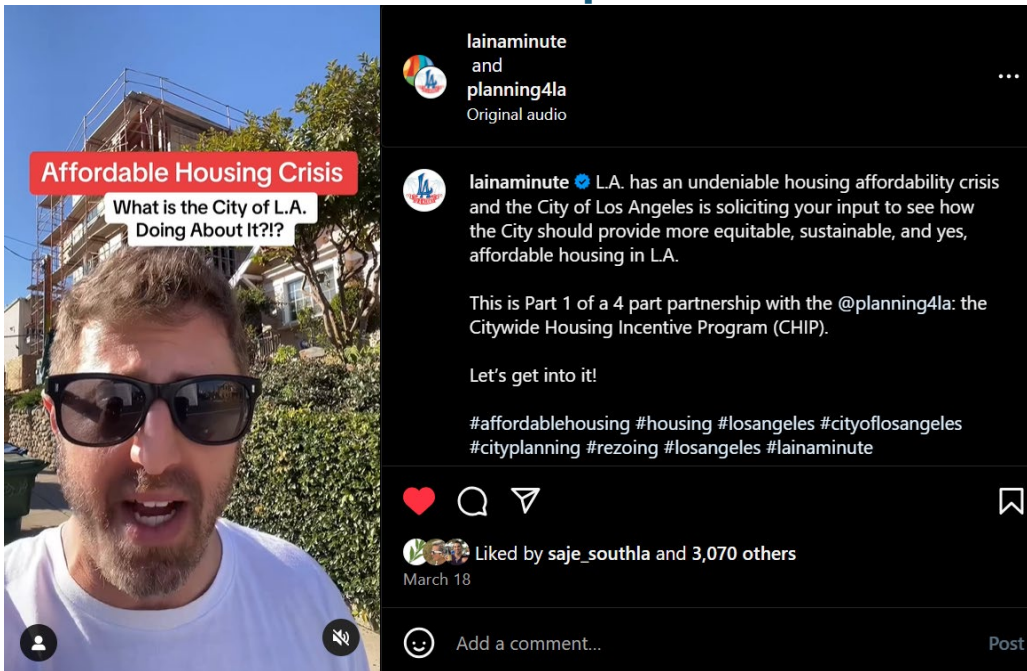 Affordable Housing Crisis
What is the City of L.A.
Doing About It?!?
lainaminute
and
planning4la
Original audio
lainaminute L.A. has an undeniable housing affordability crisis
and the City of Los Angeles is soliciting your input to see how
the City should provide more equitable, sustainable, and yes,
affordable housing in L.A.
This is Part 1 of a 4 part partnership with the @planning4la: the
Citywide Housing Incentive Program (CHIP).
Let's get into it!
#affordablehousing #housing #losangeles #cityoflosangeles
#cityplanning #rezoing #losangeles #lainaminute
Liked by saje_southla and 3,070 others
March 18
Add a comment...
Post